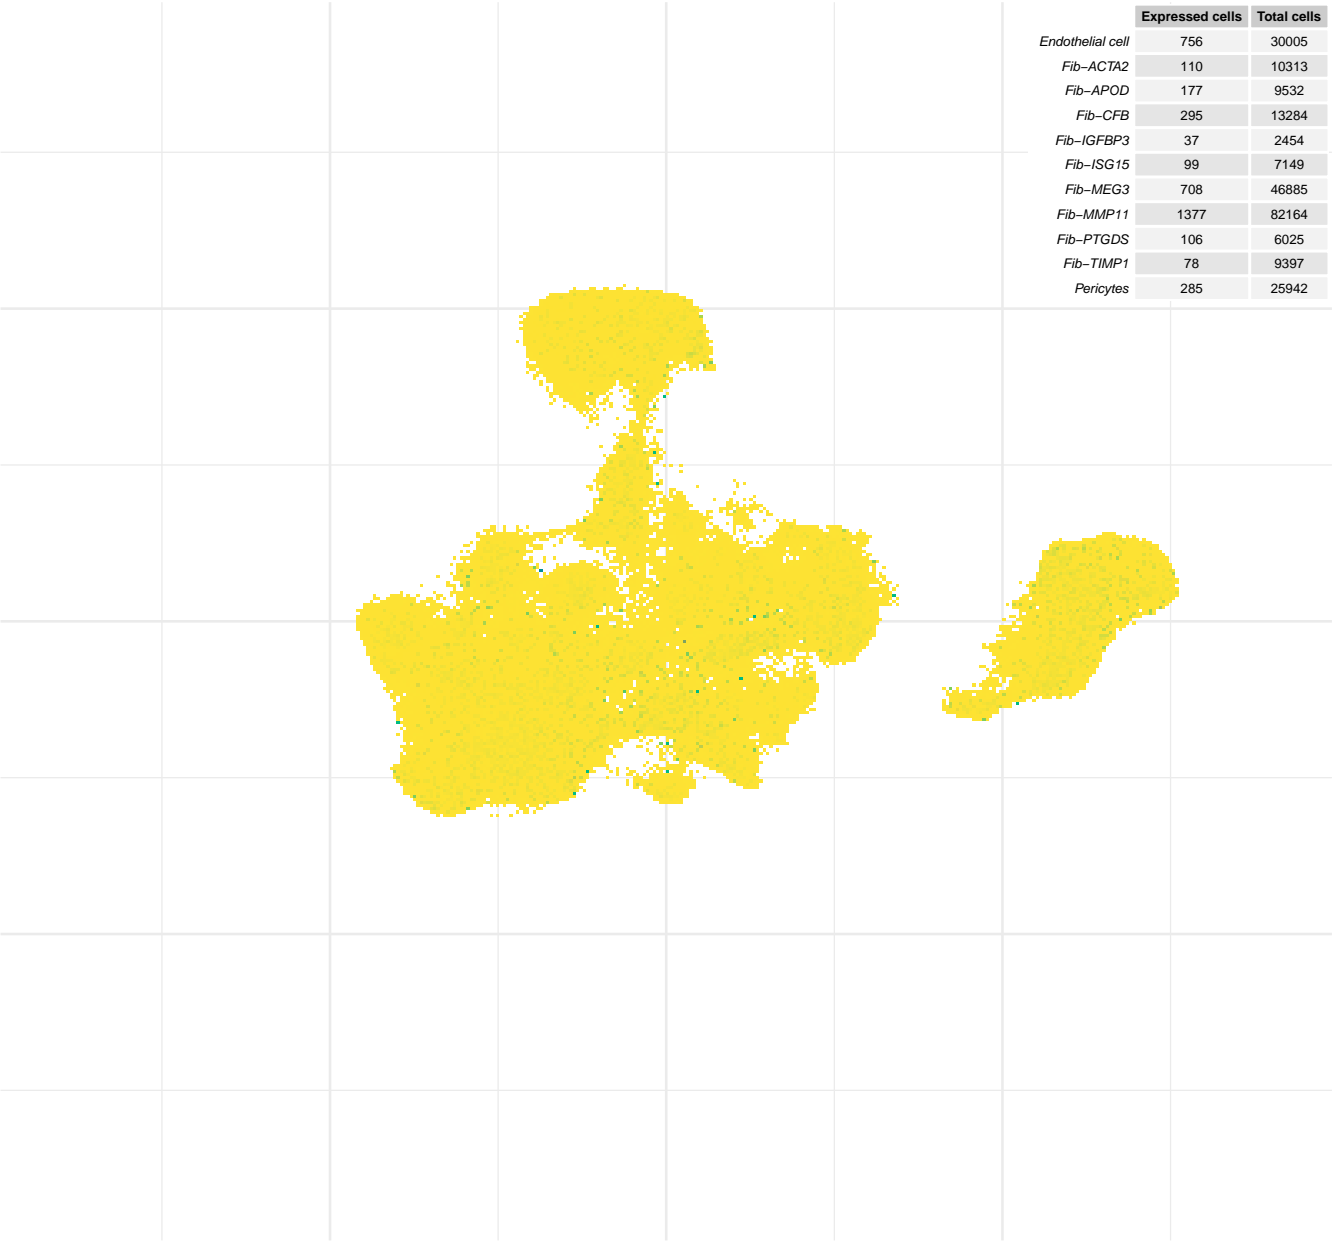 Expressed cells Total cells
Endothelial cell 756 30005
Fib−ACTA2 110 10313
Fib−APOD 177 9532
Fib−CFB 295 13284
Fib−IGFBP3 37 2454
Fib−ISG15 99 7149
Fib−MEG3 708 46885
Fib−MMP11 1377 82164
Fib−PTGDS 106 6025
Fib−TIMP1 78 9397
Pericytes 285 25942